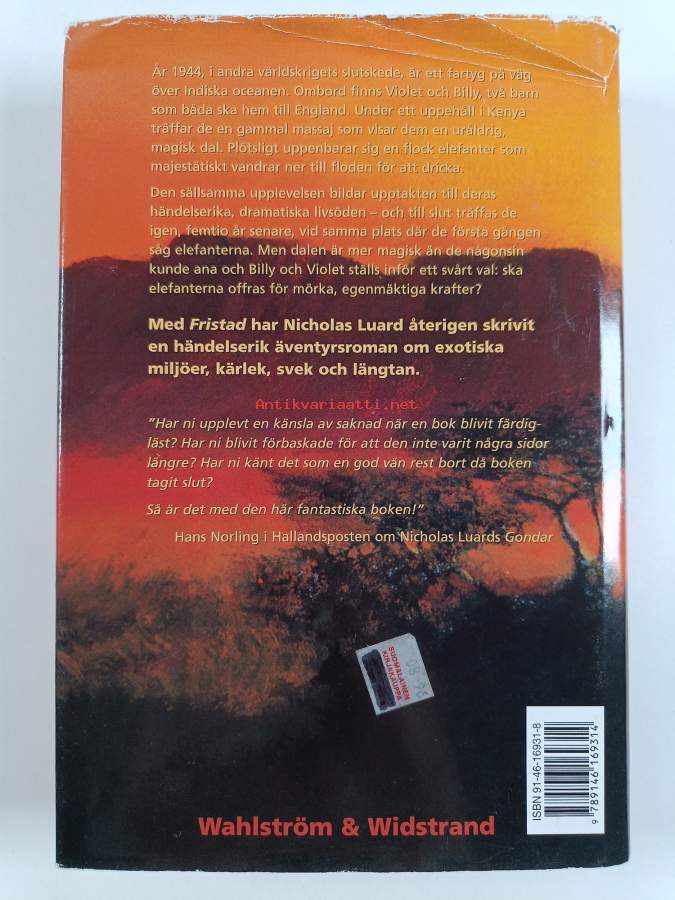 År 1944, i andra världskrigets slutskede, är ett fartyg på väg
över Indiska oceanen. Ombord finns Violet och Billy, två barn
som båda ska hem till England. Under ett uppehåll i Kenya
träffar de en gammal massaj som visar dem en uråldrig,
magisk dal. Plötsligt uppenbarar sig en flock elefanter som
majestätiskt vandrar ner till floden för att dricka.
Den sällsamma upplevelsen bildar upptakten till deras
händelserika, dramatiska livsöden – och till slut träffas de
igen, femtio år senare, vid samma plats där de första gången
såg elefanterna. Men dalen är mer magisk än de någonsin
kunde ana och Billy och Violet ställs inför ett svårt val: ska
elefanterna offras för mörka, egenmäktiga krafter?
Med Fristad har Nicholas Luard återigen skrivit
en händelserik äventyrsroman om exotiska
miljöer, kärlek, svek och längtan.
Antikvariaatti.net
”Har ni upplevt en känsla av saknad när en bok blivit färdig-
läst? Har ni blivit förbaskade för att den inte varit några sidor
längre? Har ni känt det som en god vän rest bort då boken
tagit slut?
Så är det med den här fantastiska boken!”
Hans Norling i Hallandsposten om Nicholas Luards Gondar
08 96
SUOMALAINEN
KIRJAKAUPPA
ISBN 91-46-16931-8
9 789146 169314
Wahlström & Widstrand